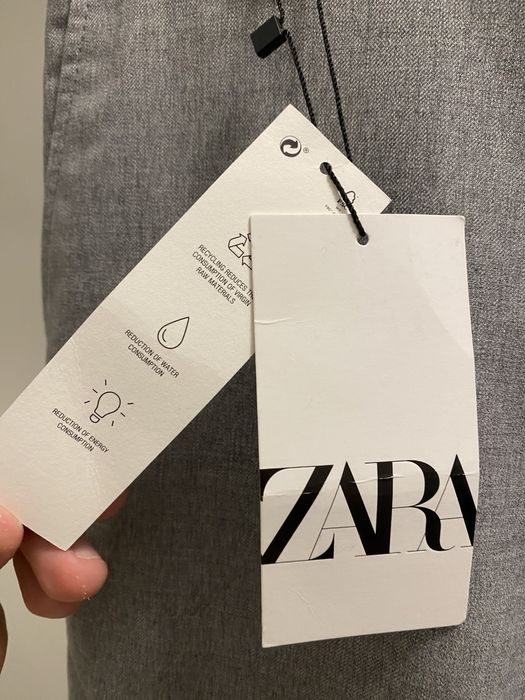 ®
RECYCLING REDUCES THE
CONSUMPTION OF VIRGIN
RAW MATERIALS
REDUCTION OF WATER
CONSUMPTION
REDUCTION OF ENERGY
CONSUMPTION
ZARA